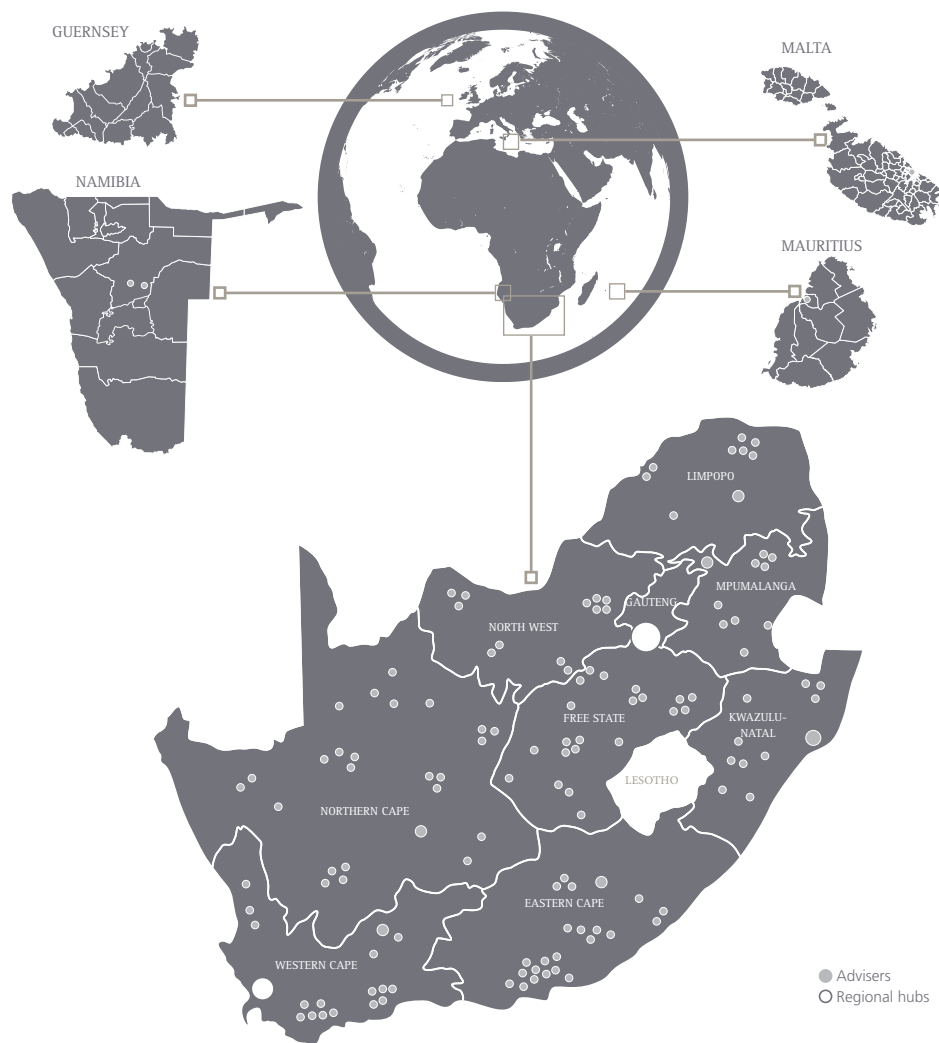 GUERNSEY
MALTA
NAMIBIA
MAURITIUS
LIMPOPO
MPUMALANGA
GAUTENG
NORTH WEST
FREE STATE
KWAZULU-
NATAL
LESOTHO
NORTHERN CAPE
EASTERN CAPE
WESTERN CAPE
Advisers
Regional hubs